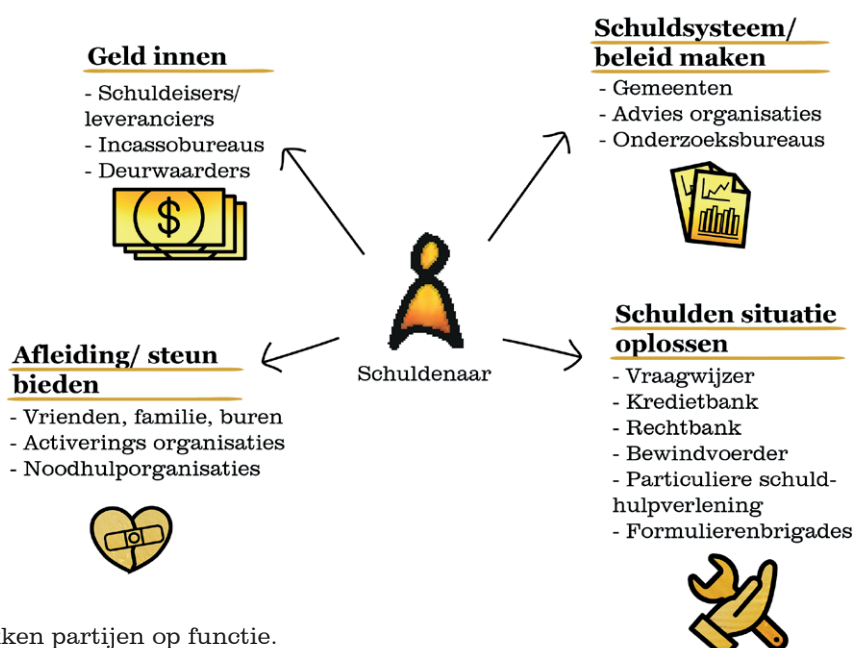 Geld innen
- Schuldeisers/
leveranciers
- Incassobureaus
- Deurwaarders
Schuldsysteem/
beleid maken
- Gemeenten
- Advies organisaties
- Onderzoeksbureaus
$
Schuldenaar
Afleiding/ steun
bieden
- Vrienden, familie, buren
- Activerings organisaties
- Noodhulporganisaties
Schulden situatie
oplossen
- Vraagwijzer
- Kredietbank
- Rechtbank
- Bewindvoerder
- Particuliere schuld-
hulpverlening
- Formulierenbrigades
partijen op functie.